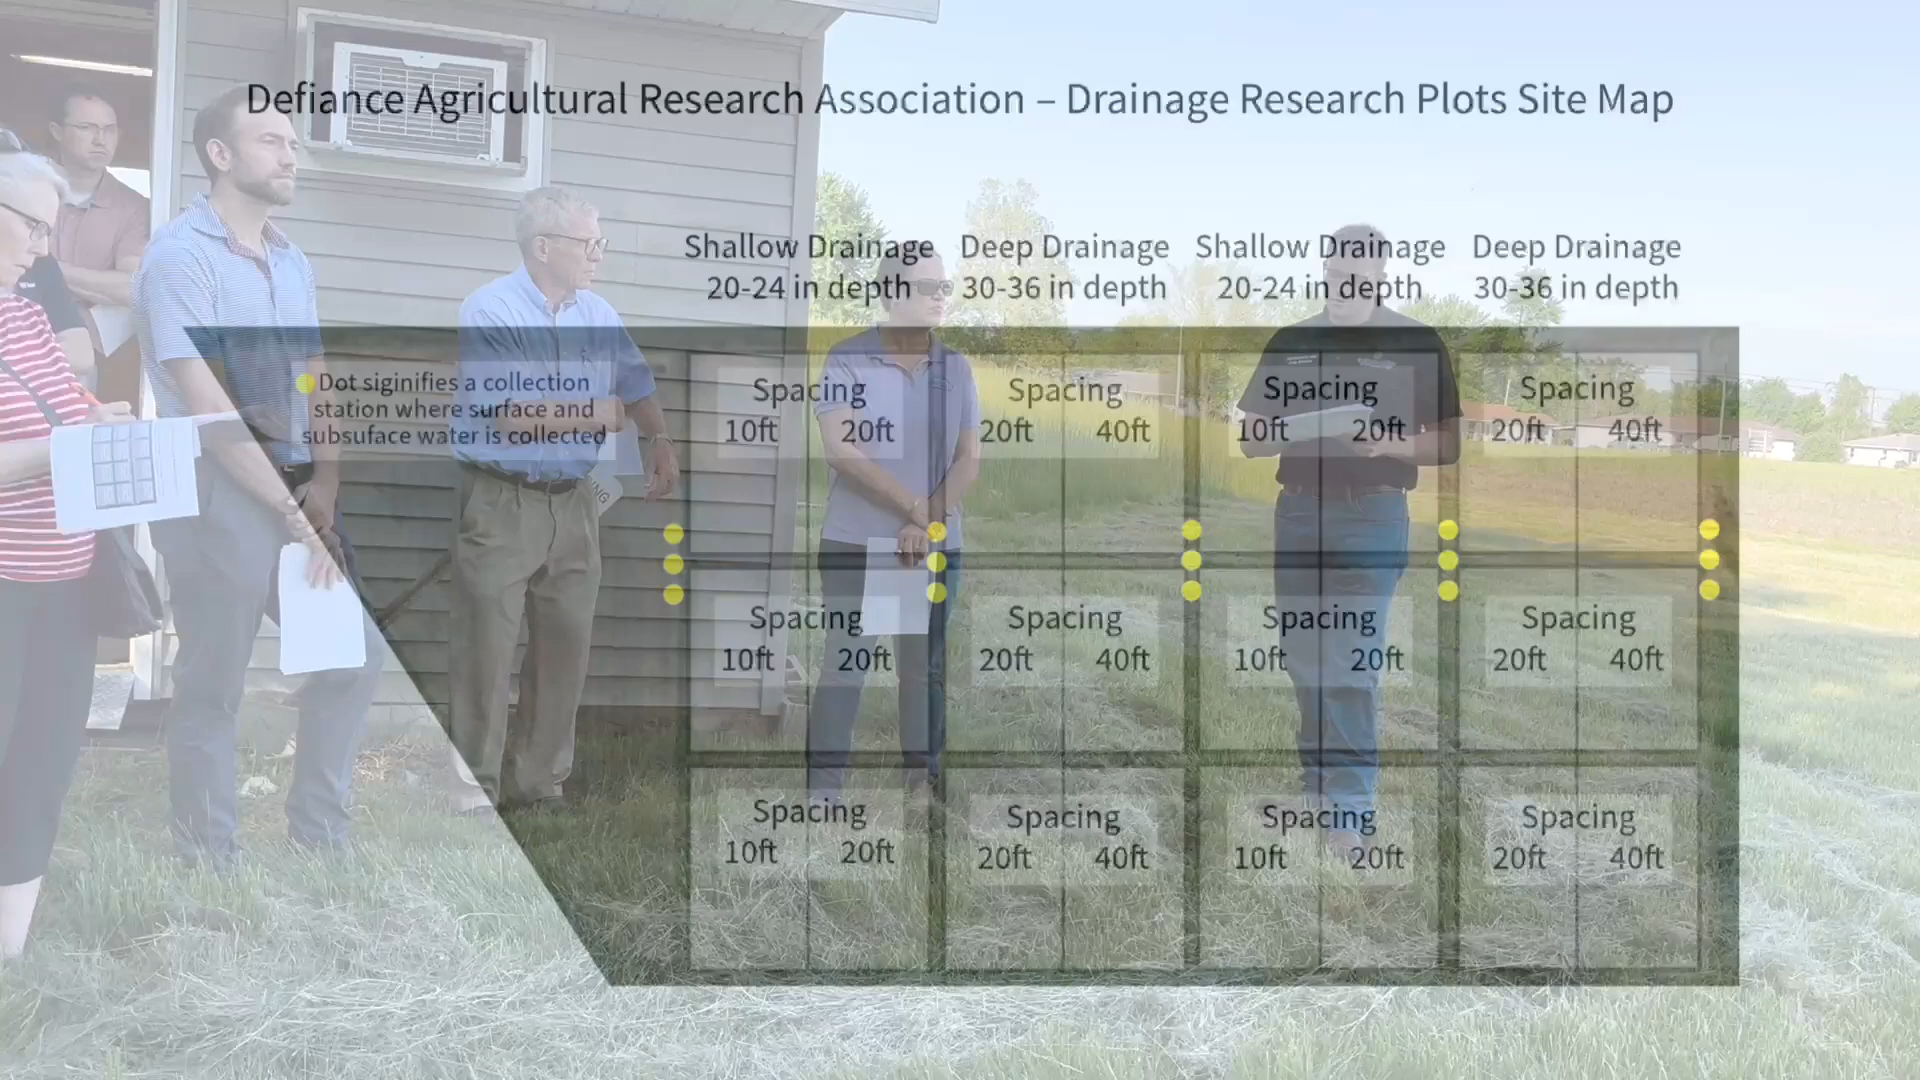 Defiance Agricultural Research Association – Drainage Research Plots Site Map
Shallow Drainage
20-24 in depth
Deep Drainage
30-36 in depth
Shallow Drainage
20-24 in depth
Deep Drainage
30-36 in depth
Dot siginifies a collection
station where surface and
subsuface water is collected
Spacing
10ft 20ft
Spacing
20ft 40ft
Spacing
10ft 20ft
Spacing
20ft 40ft
Spacing
10ft 20ft
Spacing
20ft 40ft
Spacing
10ft 20ft
Spacing
20ft 40ft
Spacing
10ft 20ft
Spacing
20ft 40ft
Spacing
10ft 20ft
Spacing
20ft 40ft